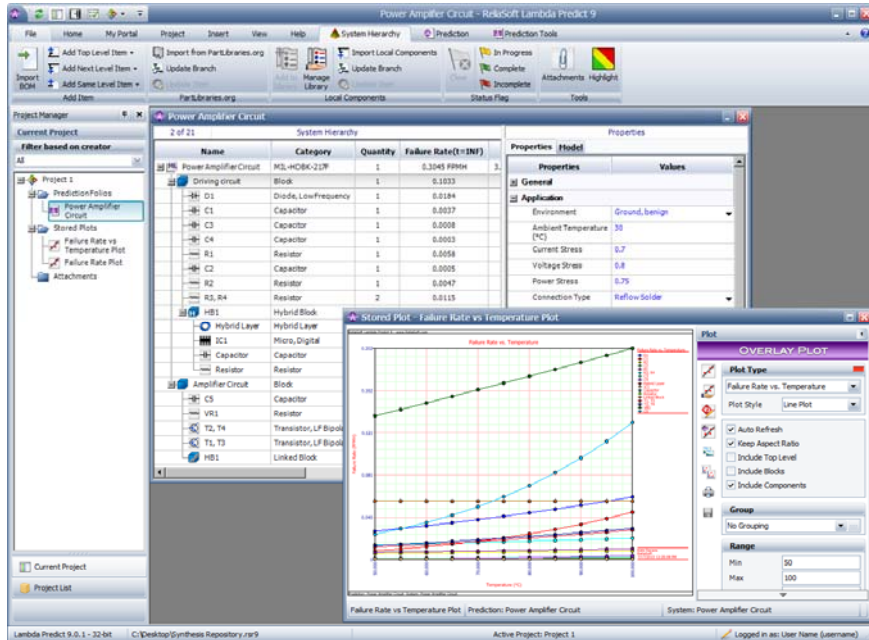 Power Amplifier Circuit - ReliaSoft Lambda Predict 9
File Home My Portal Project Insert View Help System Hierarchy Prediction Prediction Tools
Import BOM
Add Top Level Item
Add Next Level Item
Add Same Level Item
Add Item
Import from PartLibraries.org
Update Branch
PartLibraries.org
Manage Library
Import Local Components
Update Branch
Local Components
In Progress
Complete
Incomplete
Status Flag
Attachments Highlight
Tools
Project Manager
Current Project
Filter based on creator
All
Project 1
PredictionFolios
Power Amplifier Circuit
Stored Plots
Failure Rate vs Temperature Plot
Failure Rate Plot
Attachments
Current Project
Project List
Power Amplifier Circuit
2 of 21 System Hierarchy Properties
Name Category Quantity Failure Rate(t=INF)
Power Amplifier Circuit MIL-HDBK-217F 1 0.3045 FPMH 3.
Driving circuit Block 1 0.1033
D1 Diode, LowFrequency 1 0.0184
C1 Capacitor 1 0.0037
C3 Capacitor 1 0.0008
C4 Capacitor 1 0.0003
R1 Resistor 1 0.0058
C2 Capacitor 1 0.0005
R2 Resistor 1 0.0047
R3, R4 Resistor 2 0.0115
HB1 Hybrid Block
Hybrid Layer Hybrid Layer
IC1 Micro, Digital
Capacitor Capacitor
Resistor Resistor
Amplifier Circuit Block
C5 Capacitor
VR1 Resistor
T2, T4 Transistor, LF Bipola
T1, T3 Transistor, LF Bipola
HB1 Linked Block
Properties Model
Properties Values
General
Application
Environment Ground, benign
Ambient Temperature (°C) 30
Current Stress 0.7
Voltage Stress 0.8
Power Stress 0.75
Connection Type Reflow Solder
Stored Plot - Failure Rate vs Temperature Plot
Failure Rate vs. Temperature
Failure Rate (FPMH)
Temperature (°C)
Plot
OVERLAY PLOT
Plot Type
Failure Rate vs. Temperature
Plot Style Line Plot
Auto Refresh
Keep Aspect Ratio
Include Top Level
Include Blocks
Include Components
Group
No Grouping
Range
Min 50
Max 100
Failure Rate vs Temperature Plot Prediction: Power Amplifier Circuit System: Power Amplifier Circuit
Lambda Predict 9.0.1 - 32-bit C:\Desktop\Synthesis Repository.rsr9 Active Project: Project 1 Logged in as: User Name (username)